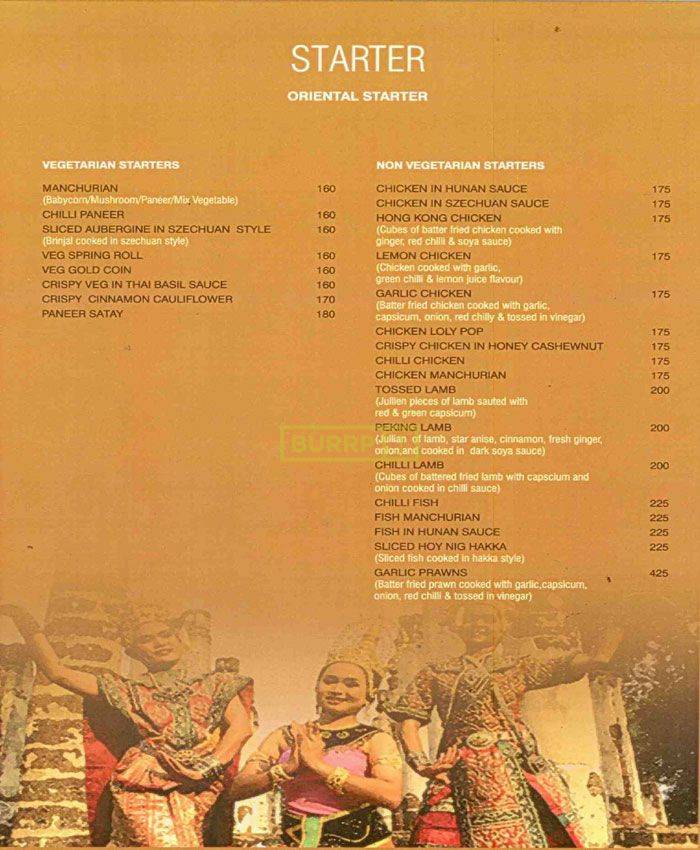 STARTER
ORIENTAL STARTER
VEGETARIAN STARTERS
MANCHURIAN 160
(Babycorn/Mushroom/Paneer/Mix Vegetable)
CHILLI PANEER 160
SLICED AUBERGINE IN SZECHUAN STYLE 160
(Brinjal cooked in szechuan style)
VEG SPRING ROLL 160
VEG GOLD COIN 160
CRISPY VEG IN THAI BASIL SAUCE 160
CRISPY CINNAMON CAULIFLOWER 170
PANEER SATAY 180
NON VEGETARIAN STARTERS
CHICKEN IN HUNAN SAUCE 175
CHICKEN IN SZECHUAN SAUCE 175
HONG KONG CHICKEN 175
(Cubes of batter fried chicken cooked with
ginger, red chilli & soya sauce)
LEMON CHICKEN 175
(Chicken cooked with garlic,
green chilli & lemon juice flavour)
GARLIC CHICKEN 175
(Batter fried chicken cooked with garlic,
capsicum, onion, red chilly & tossed in vinegar)
CHICKEN LOLY POP 175
CRISPY CHICKEN IN HONEY CASHEWNUT 175
CHILLI CHICKEN 175
CHICKEN MANCHURIAN 175
TOSSED LAMB 200
(Jullien pieces of lamb sauted with
red & green capsicum)
PEKING LAMB 200
(Jullian of lamb, star anise, cinnamon, fresh ginger,
onion,and cooked in dark soya sauce)
CHILLI LAMB 200
(Cubes of battered fried lamb with capscium and
onion cooked in chilli sauce)
CHILLI FISH 225
FISH MANCHURIAN 225
FISH IN HUNAN SAUCE 225
SLICED HOY NIG HAKKA 225
(Sliced fish cooked in hakka style)
GARLIC PRAWNS 425
(Batter fried prawn cooked with garlic,capsicum,
onion, red chilli & tossed in vinegar)